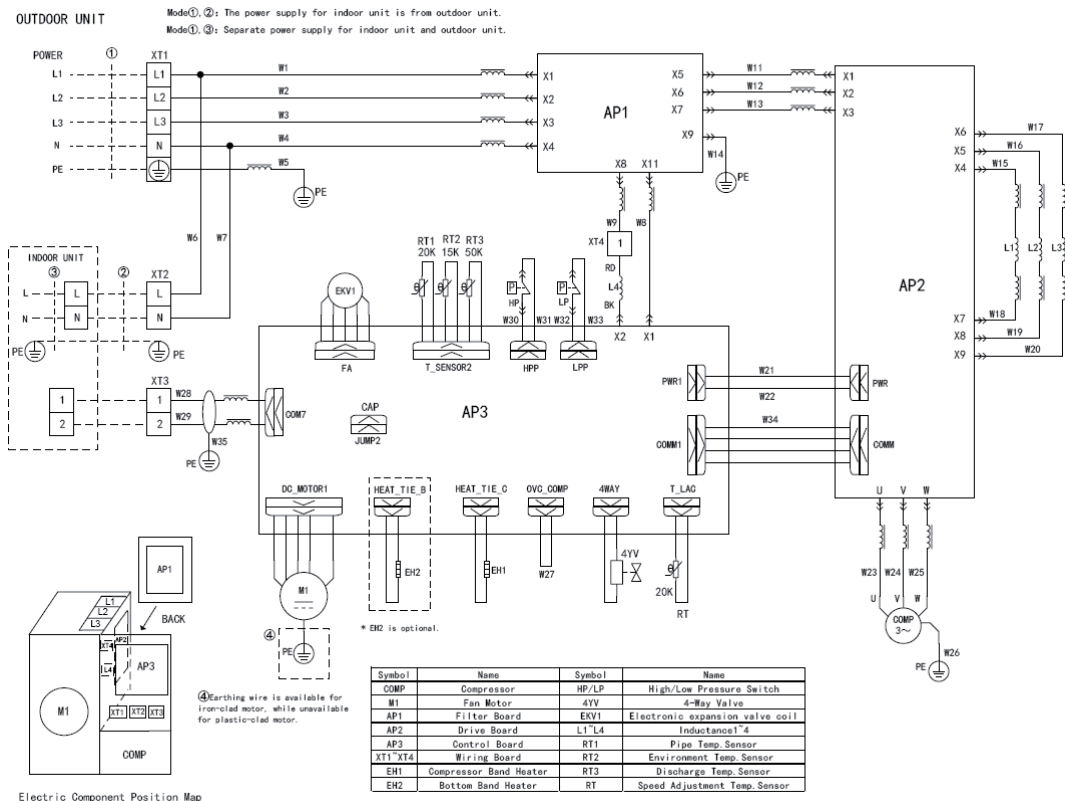 OUTDOOR UNIT
Mode①,②: The power supply for indoor unit is from outdoor unit.
Mode①,③: Separate power supply for indoor unit and outdoor unit.
POWER ① XT1
L1 L1 W1 X1
L2 L2 W2 X2
L3 L3 W3 X3
N N W4 X4
PE W5 PE
AP1
X5 W11 X1
X6 W12 X2
X7 W13 X3
X9 W14 PE
X8 X11
W9 W8
XT4 1
RD
L4
BK
X2 X1
AP2
X6 W17
X5 W16
X4 W15
L1 L2 L3
X7 W18
X8 W19
X9 W20
W6 W7
INDOOR UNIT
③ ② XT2
L L L
N N N
PE PE
XT3
1 1 W28
2 2 W29
COM7
W35
PE
EKV1
FA
RT1 RT2 RT3
20K 15K 50K
θ θ θ
T_SENSOR2
P HP
W30 W31
HPP
P LP
W32 W33
LPP
AP3
CAP
JUMP2
PWR1 W21 PWR
W22
COMM1 W34 COMM
DC_MOTOR1 HEAT_TIE_B HEAT_TIE_C OVC_COMP 4WAY T_LAC
M1
EH2
EH1
W27
4YV
θ
20K
RT
④
PE
* EH2 is optional.
U V W
W23 W24 W25
U V W
COMP
3~
W26
PE
AP1
BACK
L1
L2
L3
XT4 AP2
L4
AP3
XT1 XT2 XT3
M1
COMP
④Earthing wire is available for
iron-clad motor, while unavailable
for plastic-clad motor.
Symbol Name Symbol Name
COMP Compressor HP/LP High/Low Pressure Switch
M1 Fan Motor 4YV 4-Way Valve
AP1 Filter Board EKV1 Electronic expansion valve coil
AP2 Drive Board L1~L4 Inductance1~4
AP3 Control Board RT1 Pipe Temp.Sensor
XT1~XT4 Wiring Board RT2 Environment Temp.Sensor
EH1 Compressor Band Heater RT3 Discharge Temp.Sensor
EH2 Bottom Band Heater RT Speed Adjustment Temp.Sensor
Electric Component Position Map